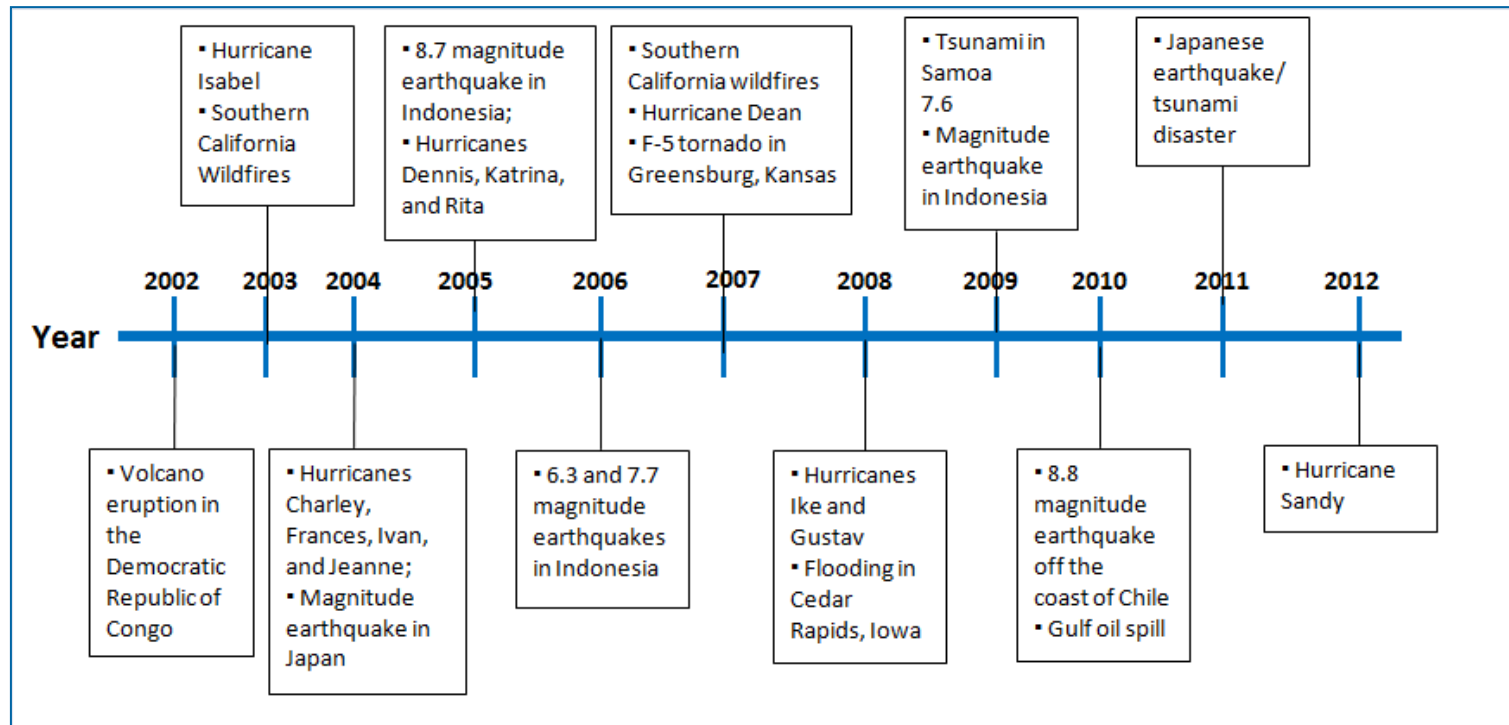 ▪ Hurricane
Isabel
▪ Southern
California
Wildfires
▪ 8.7 magnitude
earthquake in
Indonesia;
▪ Hurricanes
Dennis, Katrina,
and Rita
▪ Southern
California wildfires
▪ Hurricane Dean
▪ F-5 tornado in
Greensburg, Kansas
▪ Tsunami in
Samoa
7.6
▪ Magnitude
earthquake
in Indonesia
▪ Japanese
earthquake/
tsunami
disaster
2002 2003 2004 2005 2006 2007 2008 2009 2010 2011 2012
Year
▪ Volcano
eruption in
the
Democratic
Republic of
Congo
▪ Hurricanes
Charley,
Frances, Ivan,
and Jeanne;
▪ Magnitude
earthquake in
Japan
▪ 6.3 and 7.7
magnitude
earthquakes
in Indonesia
▪ Hurricanes
Ike and
Gustav
▪ Flooding in
Cedar
Rapids, Iowa
▪ 8.8
magnitude
earthquake
off the
coast of Chile
▪ Gulf oil spill
▪ Hurricane
Sandy